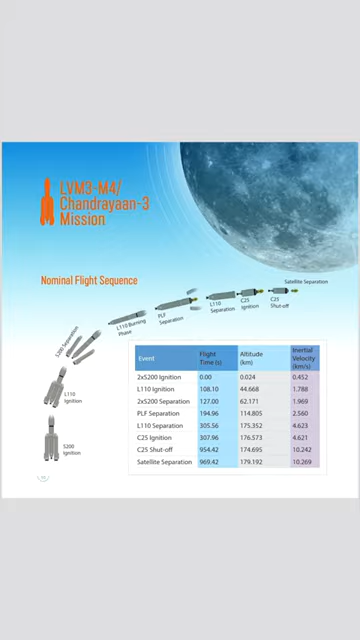 LVM3-M4/
Chandrayaan-3
Mission
Nominal Flight Sequence
Satellite Separation
C25
Shut-off
C25
Ignition
L110
Separation
PLF
Separation
L110 Burning
Phase
S200 Separation
L110
Ignition
S200
Ignition
Event Flight Time (s) Altitude (km) Inertial Velocity (km/s)
2xS200 Ignition 0.00 0.024 0.452
L110 Ignition 108.10 44.668 1.788
2xS200 Separation 127.00 62.171 1.969
PLF Separation 194.96 114.805 2.560
L110 Separation 305.56 175.352 4.623
C25 Ignition 307.96 176.573 4.621
C25 Shut-off 954.42 174.695 10.242
Satellite Separation 969.42 179.192 10.269